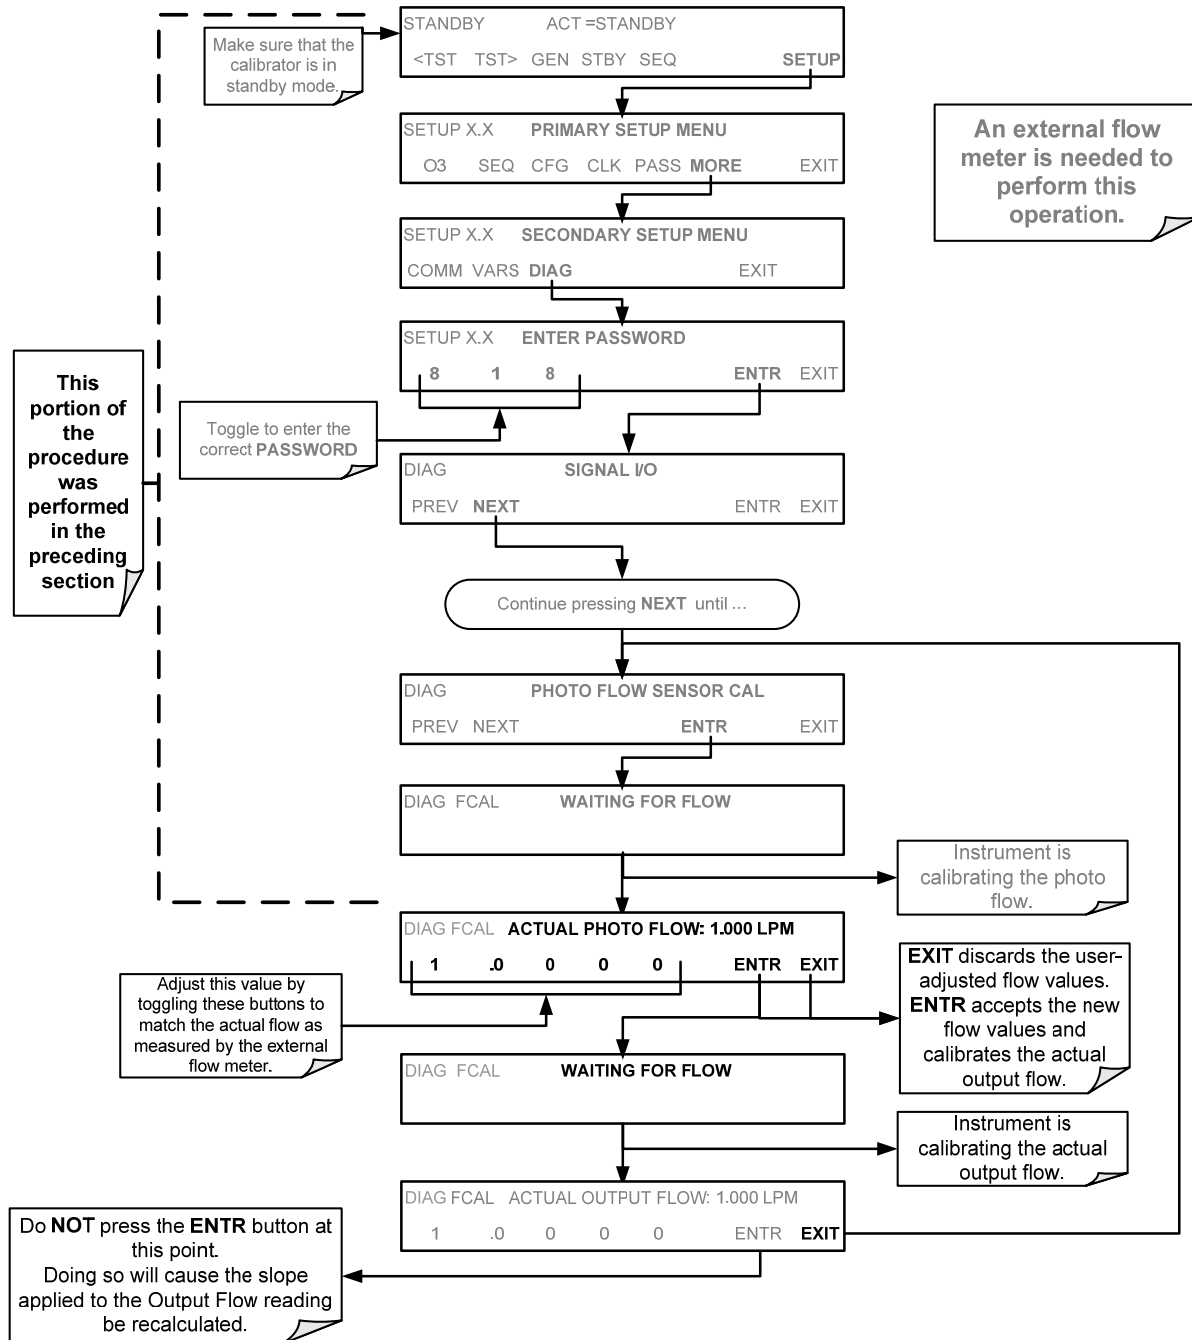 STANDBY ACT =STANDBY
<TST TST> GEN STBY SEQ SETUP
Make sure that the
calibrator is in
standby mode.
SETUP X.X PRIMARY SETUP MENU
O3 SEQ CFG CLK PASS MORE EXIT
An external flow
meter is needed to
perform this
operation.
SETUP X.X SECONDARY SETUP MENU
COMM VARS DIAG EXIT
SETUP X.X ENTER PASSWORD
8 1 8 ENTR EXIT
This
portion of
the
procedure
was
performed
in the
preceding
section
Toggle to enter the
correct PASSWORD
DIAG SIGNAL I/O
PREV NEXT ENTR EXIT
Continue pressing NEXT until ...
DIAG PHOTO FLOW SENSOR CAL
PREV NEXT ENTR EXIT
DIAG FCAL WAITING FOR FLOW
Instrument is
calibrating the photo
flow.
DIAG FCAL ACTUAL PHOTO FLOW: 1.000 LPM
1 .0 0 0 0 ENTR EXIT
Adjust this value by
toggling these buttons to
match the actual flow as
measured by the external
flow meter.
EXIT discards the user-
adjusted flow values.
ENTR accepts the new
flow values and
calibrates the actual
output flow.
DIAG FCAL WAITING FOR FLOW
Instrument is
calibrating the actual
output flow.
DIAG FCAL ACTUAL OUTPUT FLOW: 1.000 LPM
1 .0 0 0 0 ENTR EXIT
Do NOT press the ENTR button at
this point.
Doing so will cause the slope
applied to the Output Flow reading
be recalculated.